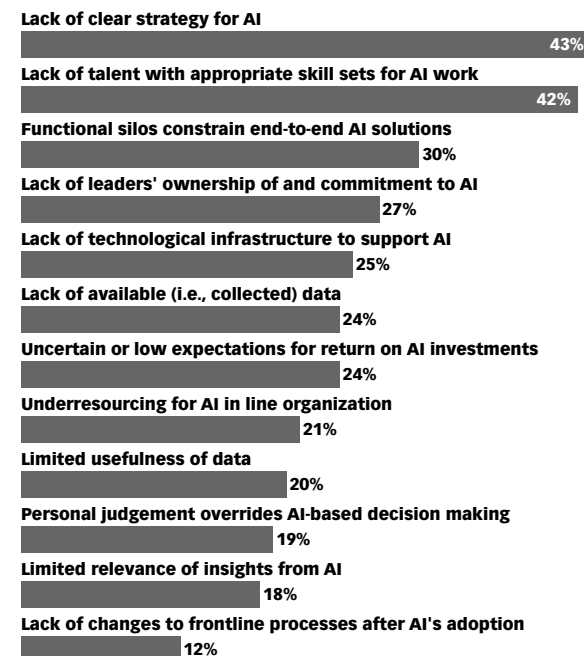 Lack of clear strategy for AI
43%
Lack of talent with appropriate skill sets for AI work
42%
Functional silos constrain end-to-end AI solutions
30%
Lack of leaders' ownership of and commitment to AI
27%
Lack of technological infrastructure to support AI
25%
Lack of available (i.e., collected) data
24%
Uncertain or low expectations for return on AI investments
24%
Underresourcing for AI in line organization
21%
Limited usefulness of data
20%
Personal judgement overrides AI-based decision making
19%
Limited relevance of insights from AI
18%
Lack of changes to frontline processes after AI's adoption
12%